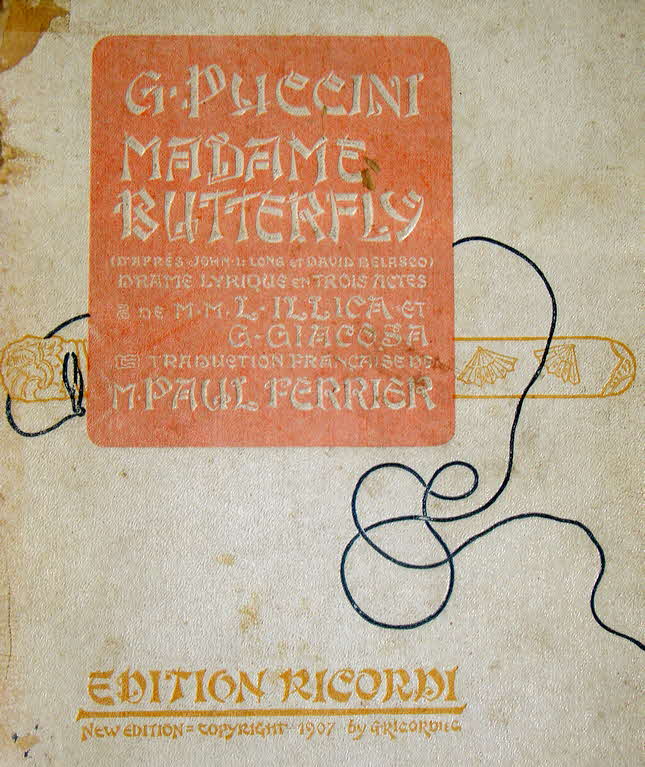 G·PUCCINI
MADAME
BUTTERFLY
(D'APRÈS JOHN·L·LONG ET DAVID BELASCO)
DRAME LYRIQUE EN TROIS ACTES
DE M·M·L·ILLICA·ET
G·GIACOSA
TRADUCTION FRANÇAISE DE
M·PAUL FERRIER
EDITION RICORDI
NEW EDITION = COPYRIGHT 1907 by G·RICORDI & C